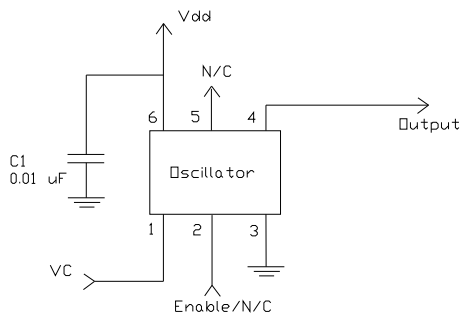 Vdd
N/C
6
5
4
Output
C1
0.01 uF
Oscillator
1
2
3
VC
Enable/N/C